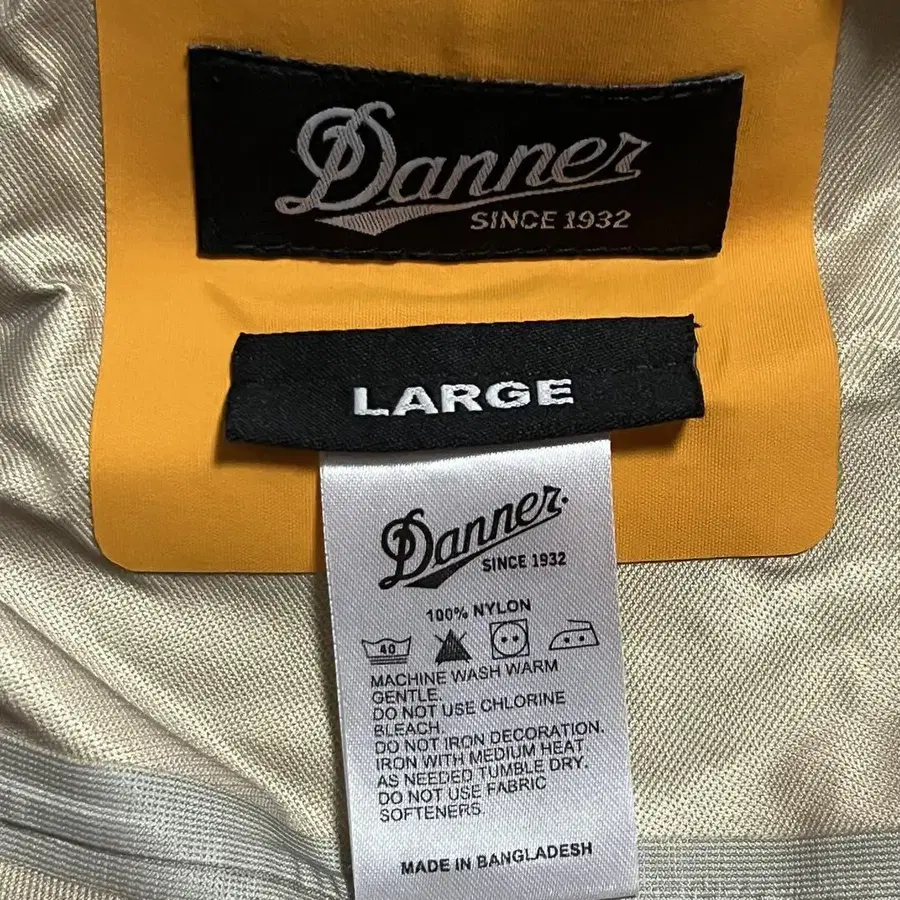 Danner
SINCE 1932
LARGE
Danner
SINCE 1932
100% NYLON
40
MACHINE WASH WARM
GENTLE.
DO NOT USE CHLORINE
BLEACH.
DO NOT IRON DECORATION.
IRON WITH MEDIUM HEAT
AS NEEDED TUMBLE DRY.
DO NOT USE FABRIC
SOFTENERS.
MADE IN BANGLADESH